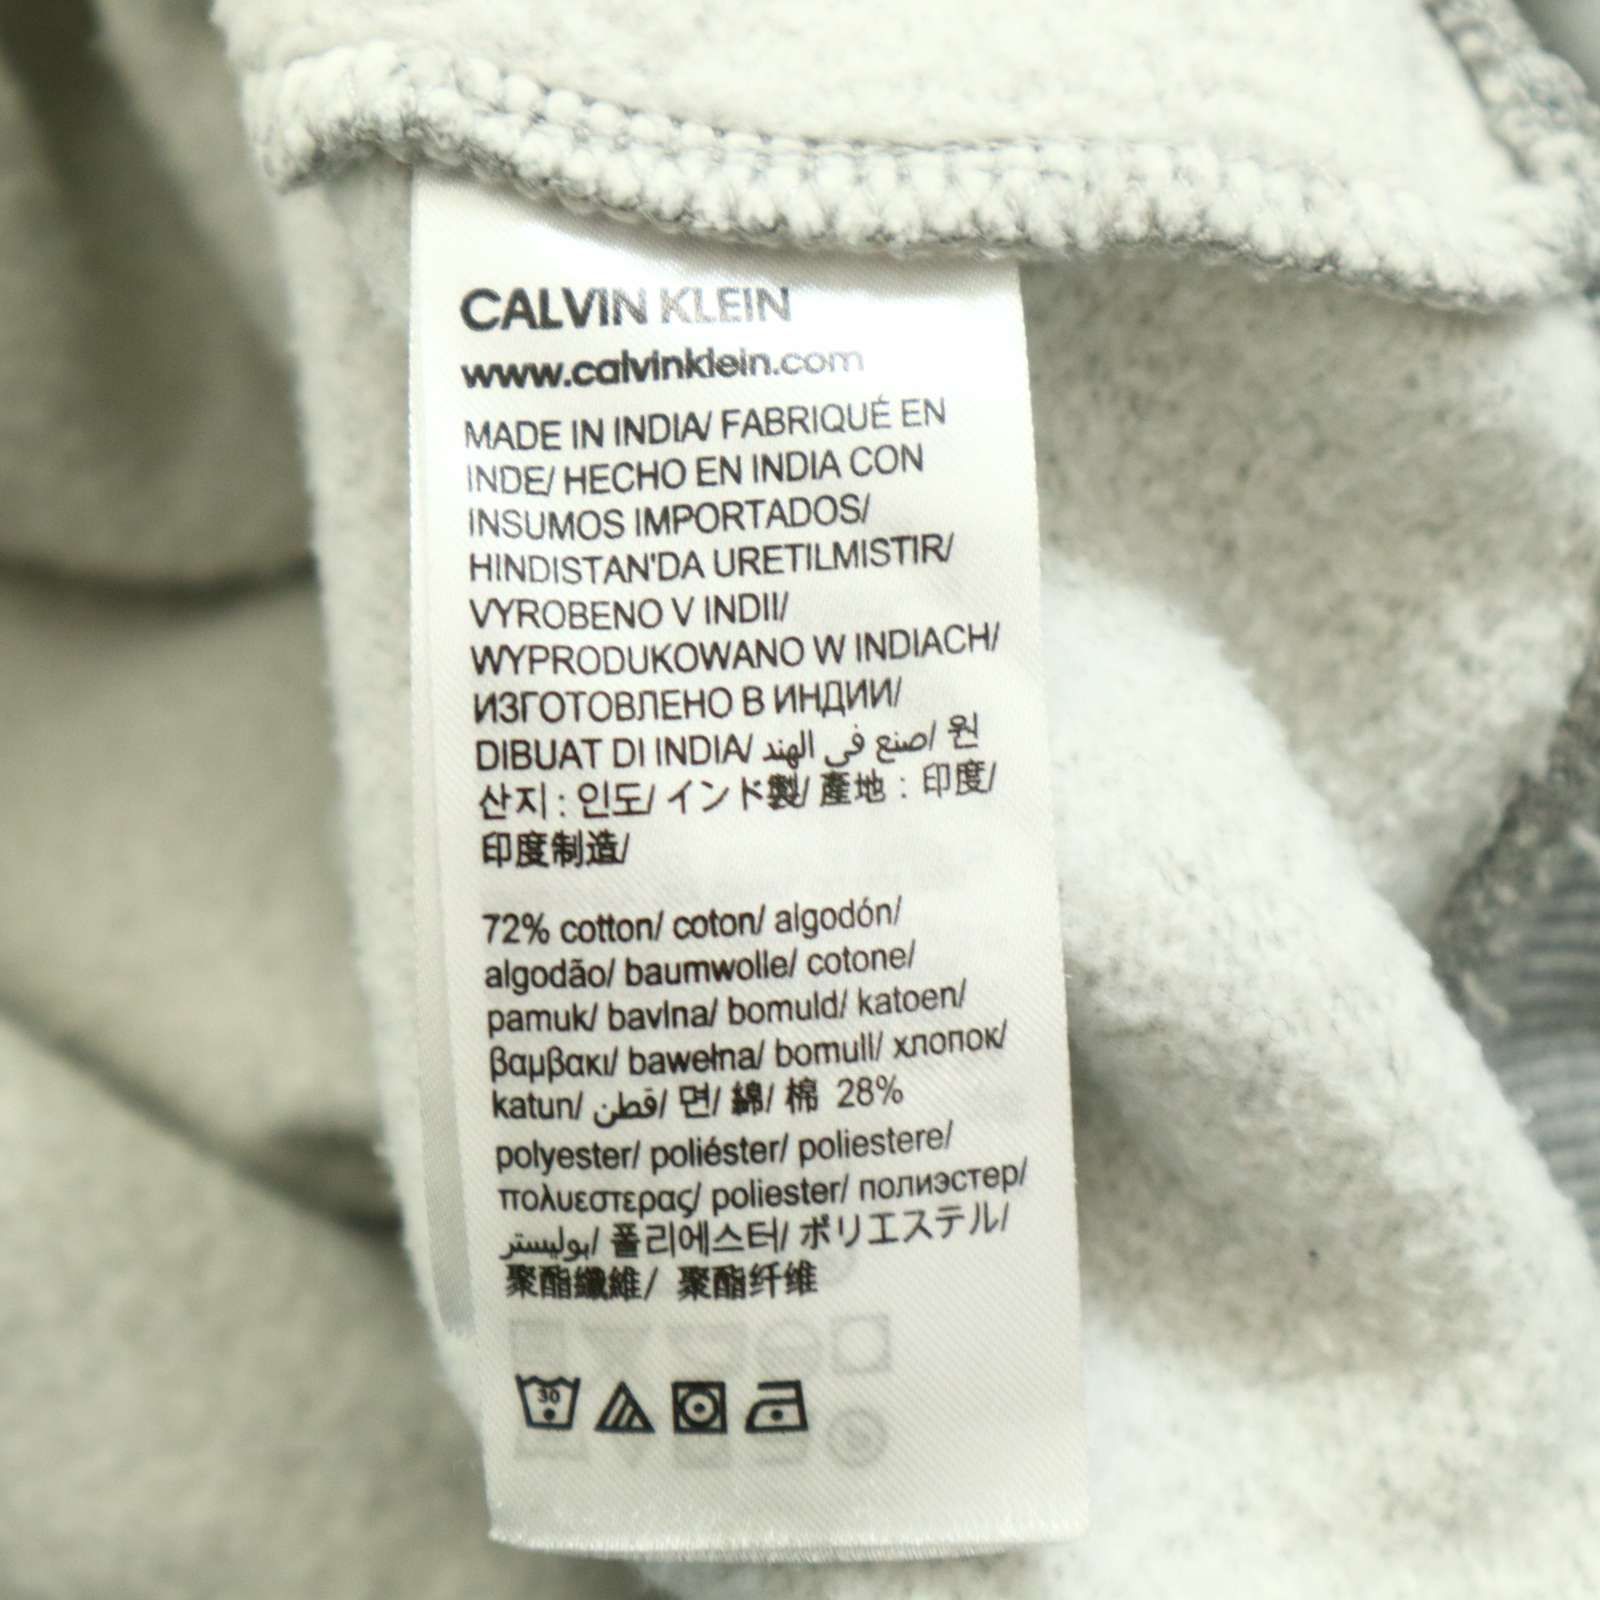 CALVIN KLEIN
www.calvinklein.com
MADE IN INDIA/ FABRIQUÉ EN
INDE/ HECHO EN INDIA CON
INSUMOS IMPORTADOS/
HINDISTAN'DA URETILMISTIR/
VYROBENO V INDII/
WYPRODUKOWANO W INDIACH/
ИЗГОТОВЛЕНО В ИНДИИ/
DIBUAT DI INDIA/ صنع في الهند/ 원
산지 : 인도/ インド製/ 產地 : 印度/
印度制造/
72% cotton/ coton/ algodón/
algodão/ baumwolle/ cotone/
pamuk/ bavlna/ bomuld/ katoen/
βαμβακι/ bawełna/ bomull/ хлопок/
katun/ قطن/ 면/ 綿/ 棉 28%
polyester/ poliéster/ poliestere/
πολυεστερας/ poliester/ полиэстер/
بوليستر/ 폴리에스터/ ポリエステル/
聚酯纖維/ 聚酯纤维
30